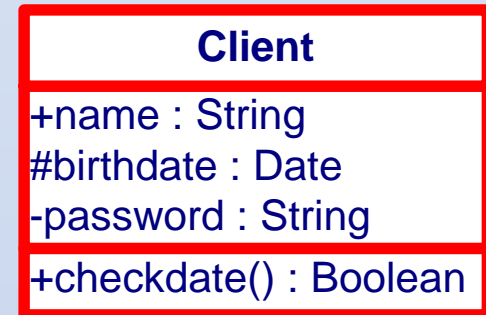 Client
+name : String
#birthdate : Date
-password : String
+checkdate() : Boolean